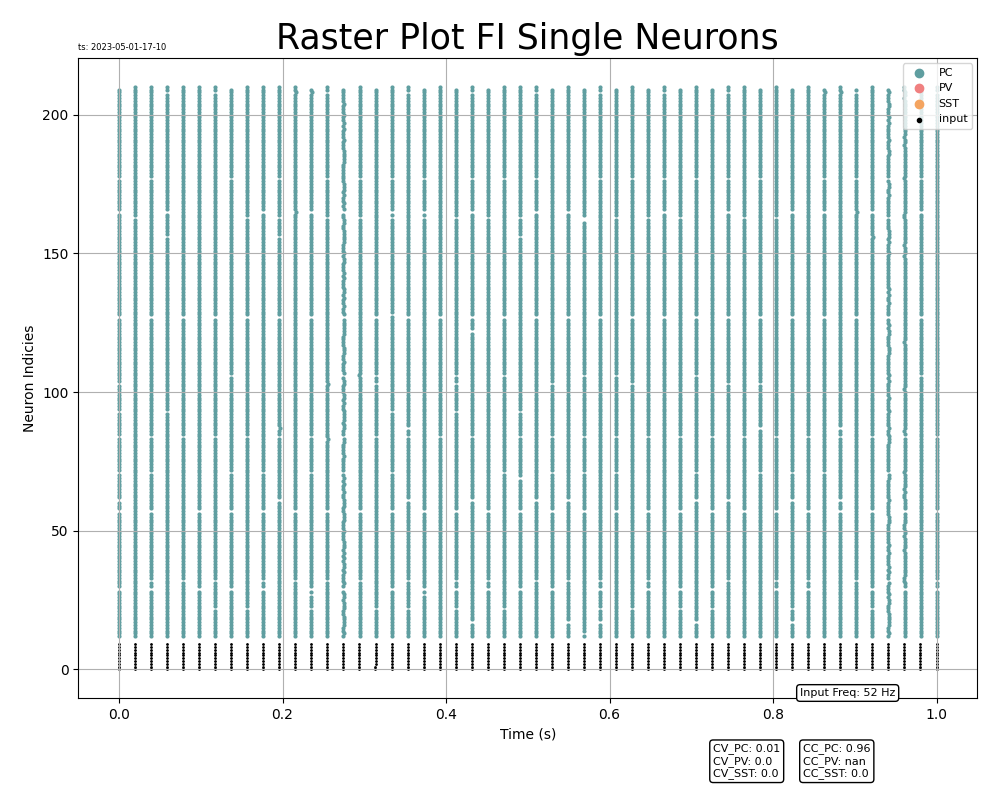 Raster Plot FI Single Neurons
ts: 2023-05-01-17-10
PC
PV
SST
input
200
150
100
50
0
Neuron Indicies
0.0 0.2 0.4 0.6 0.8 1.0
Time (s)
Input Freq: 52 Hz
CV_PC: 0.01
CV_PV: 0.0
CV_SST: 0.0
CC_PC: 0.96
CC_PV: nan
CC_SST: 0.0